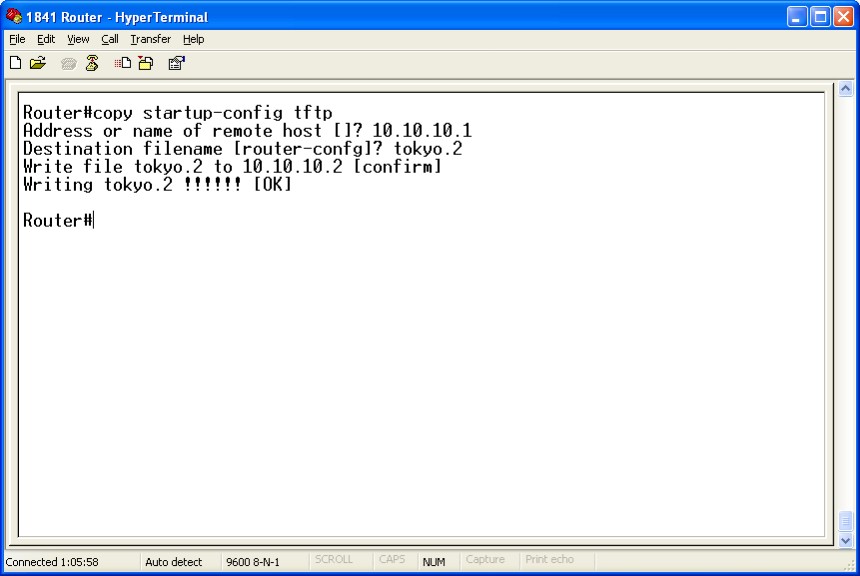 1841 Router - HyperTerminal
File Edit View Call Transfer Help
Router#copy startup-config tftp
Address or name of remote host []? 10.10.10.1
Destination filename [router-confg]? tokyo.2
Write file tokyo.2 to 10.10.10.2 [confirm]
Writing tokyo.2 !!!!!! [OK]
Router#
Connected 1:05:58 Auto detect 9600 8-N-1 SCROLL CAPS NUM Capture Print echo